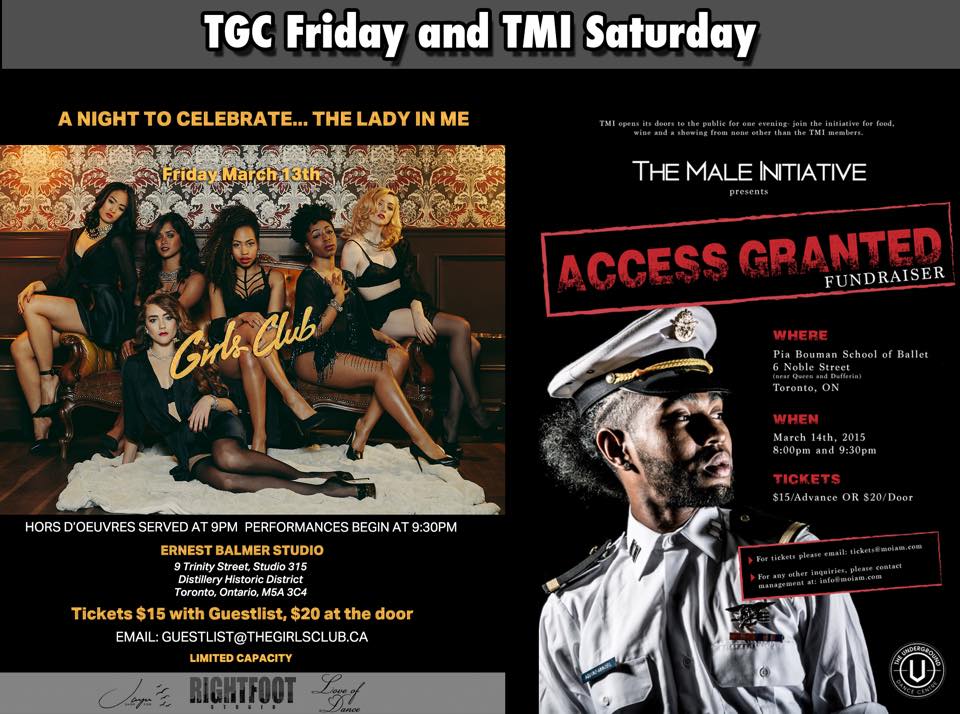 TGC Friday and TMI Saturday
A NIGHT TO CELEBRATE... THE LADY IN ME
Friday March 13th
Girls Club
HORS D'OEUVRES SERVED AT 9PM PERFORMANCES BEGIN AT 9:30PM
ERNEST BALMER STUDIO
9 Trinity Street, Studio 315
Distillery Historic District
Toronto, Ontario, M5A 3C4
Tickets $15 with Guestlist, $20 at the door
EMAIL: GUESTLIST@THEGIRLSCLUB.CA
LIMITED CAPACITY
RIGHTFOOT
STUDIO
Love of
Dance
TMI opens its doors to the public for one evening- join the initiative for food,
wine and a showing from none other than the TMI members.
THE MALE INITIATIVE
presents
ACCESS GRANTED
FUNDRAISER
WHERE
Pia Bouman School of Ballet
6 Noble Street
(near Queen and Dufferin)
Toronto, ON
WHEN
March 14th, 2015
8:00pm and 9:30pm
TICKETS
$15/Advance OR $20/Door
For tickets please email: tickets@moiam.com
For any other inquiries, please contact
management at: info@moiam.com
THE UNDERGROUND
DANCE CENTRE
U